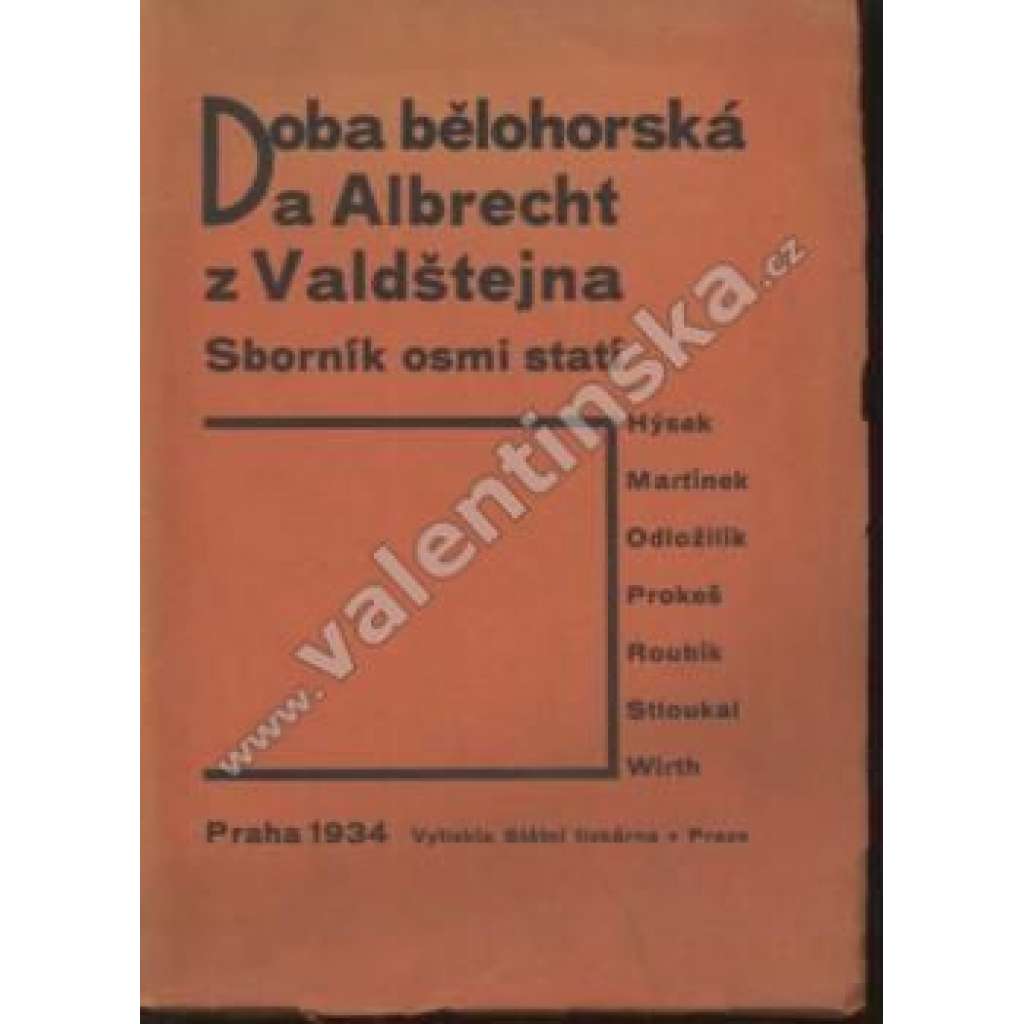 Doba bělohorská
a Albrecht
z Valdštejna
Sborník osmi statí
Hýsek
Martínek
Odložilík
Prokeš
Roubík
Stloukal
Wirth
Praha 1934 Vytiskla Státní tiskárna v Praze
www.valentinska.cz